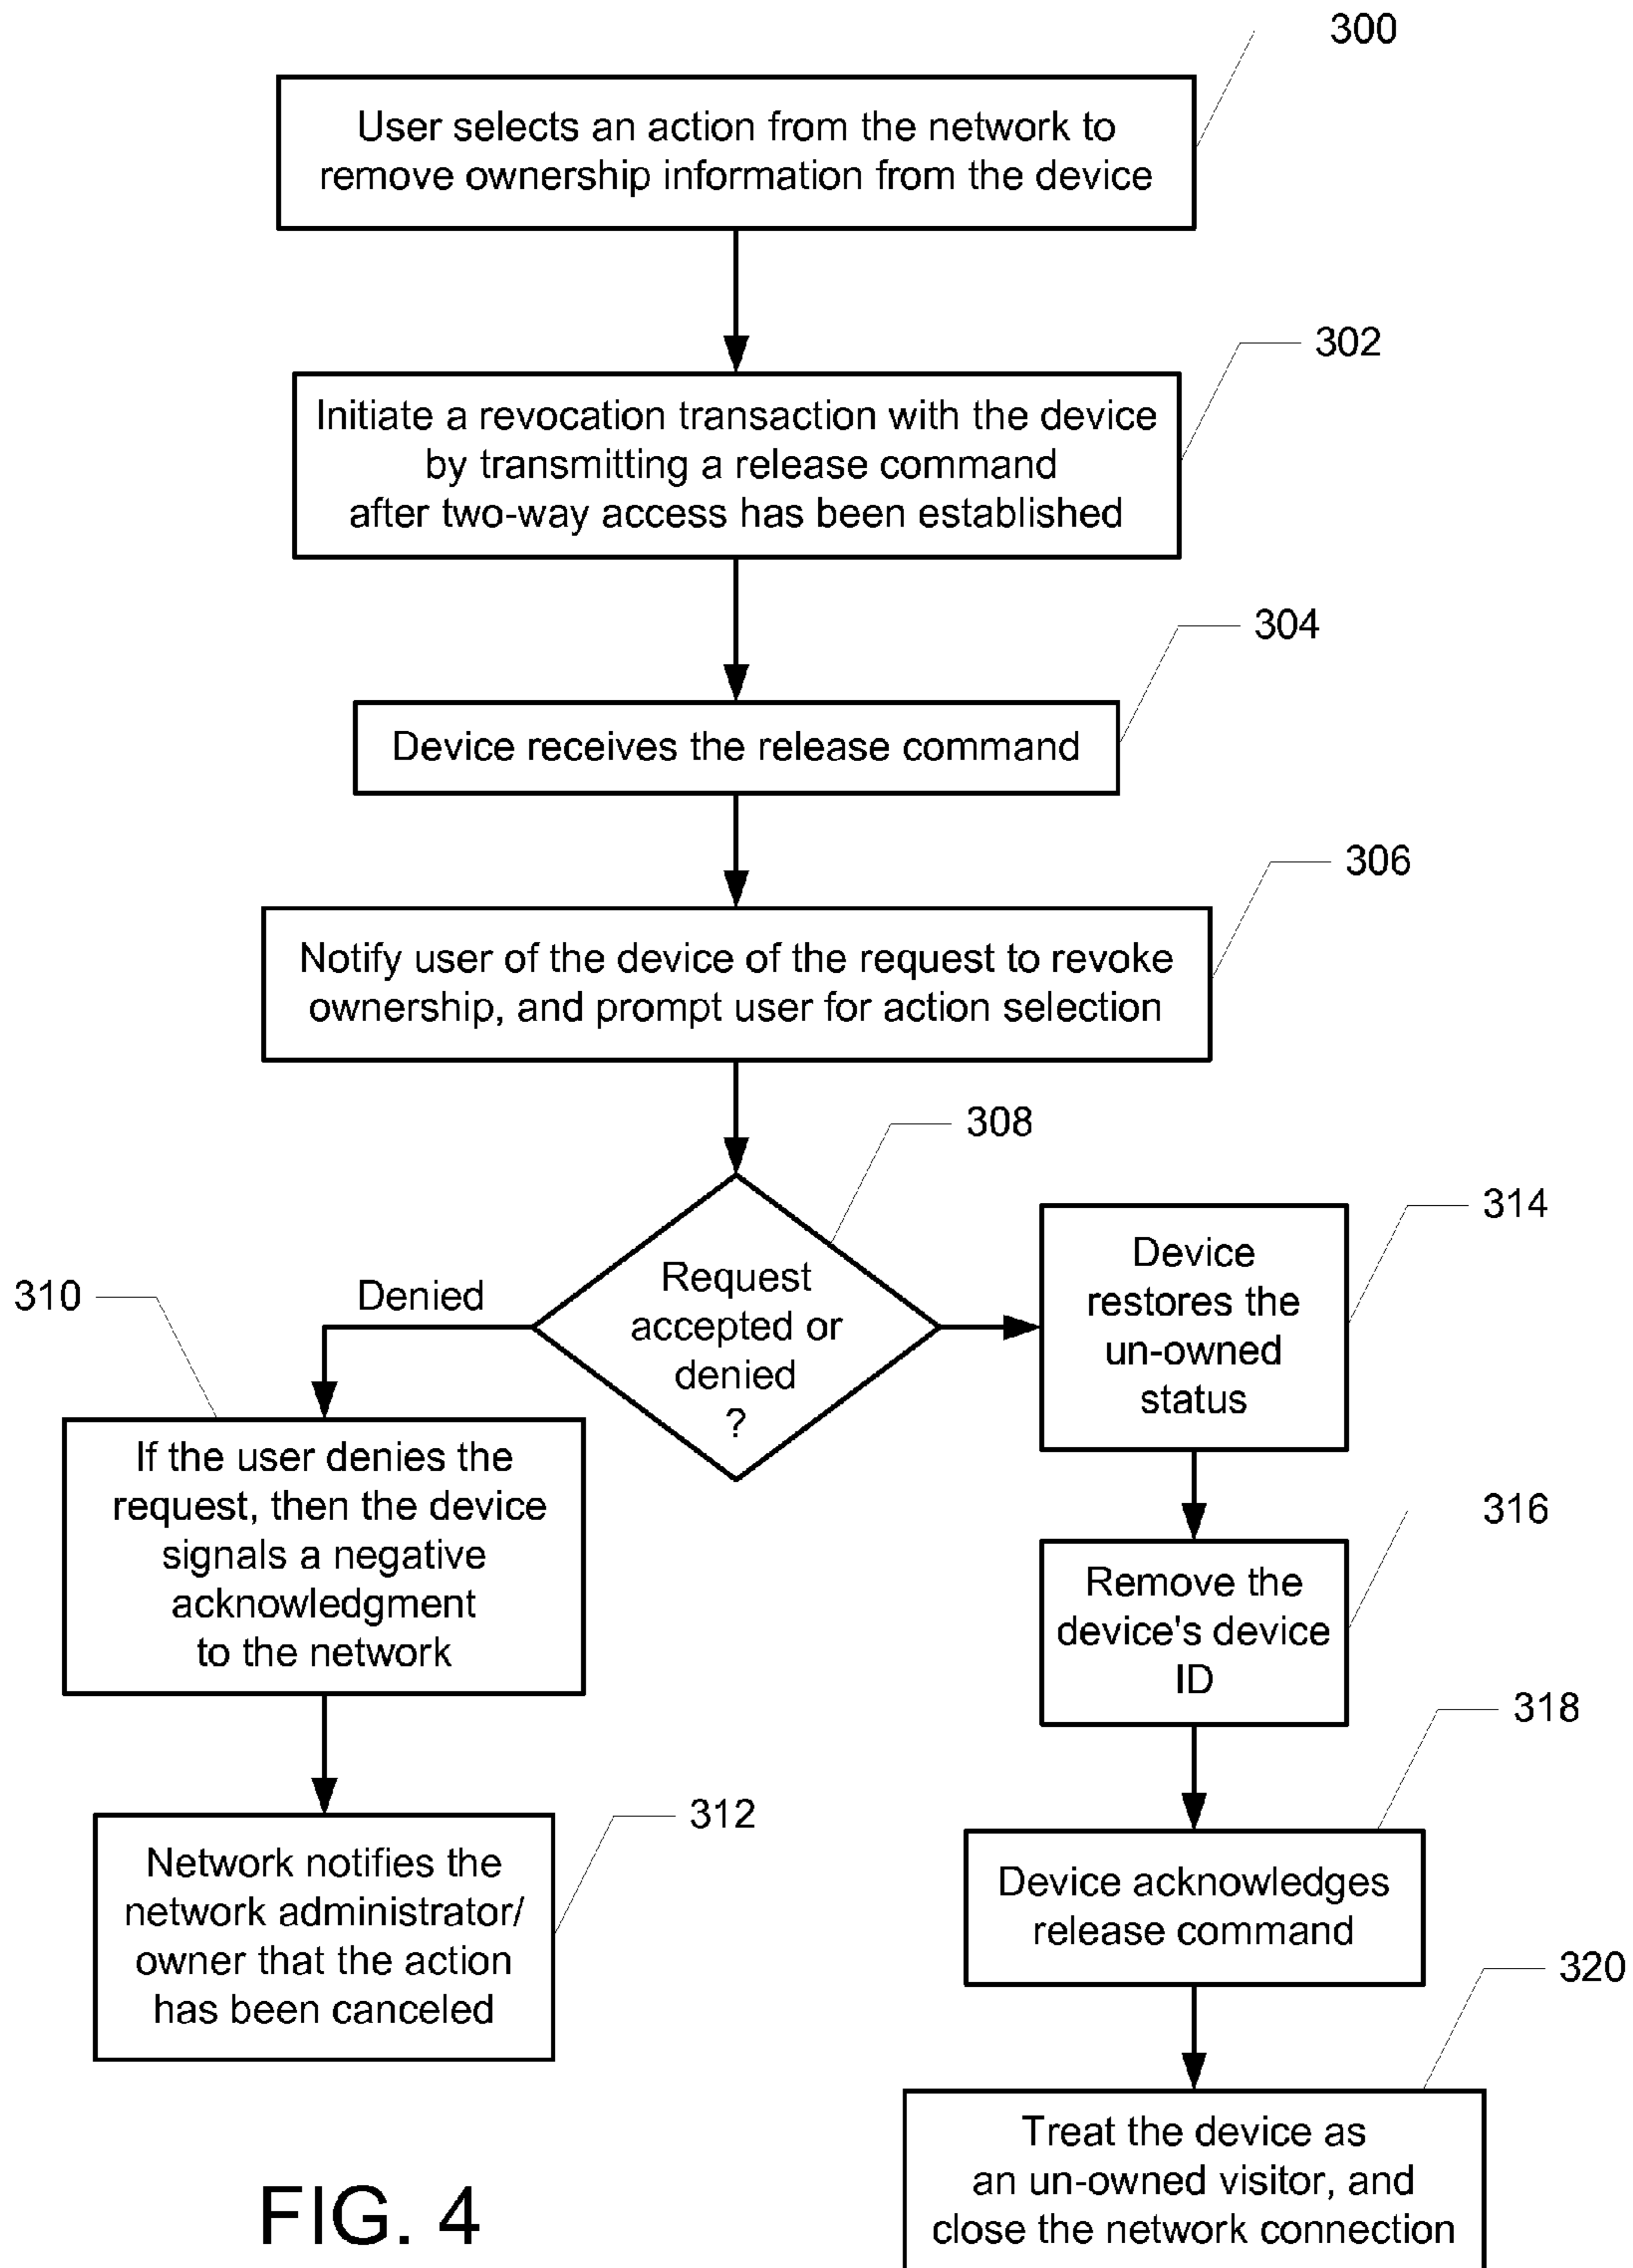 300
User selects an action from the network to
remove ownership information from the device
302
Initiate a revocation transaction with the device
by transmitting a release command
after two-way access has been established
304
Device receives the release command
306
Notify user of the device of the request to revoke
ownership, and prompt user for action selection
308
Request
accepted or
denied
?
Denied
310
If the user denies the
request, then the device
signals a negative
acknowledgment
to the network
312
Network notifies the
network administrator/
owner that the action
has been canceled
314
Device
restores the
un-owned
status
316
Remove the
device's device
ID
318
Device acknowledges
release command
320
Treat the device as
an un-owned visitor, and
close the network connection
FIG. 4